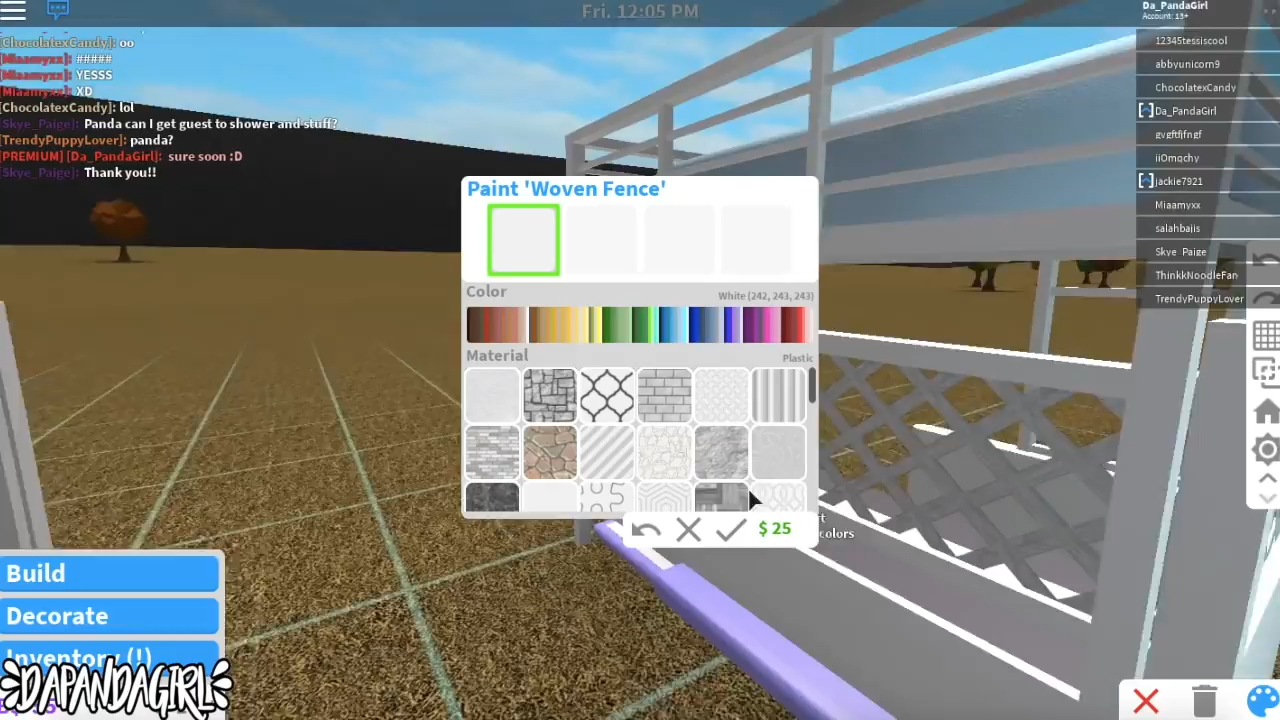 Fri. 12:05 PM
Da_PandaGirl
Account: 13+
[ChocolatexCandy]: oo
[Miaamyxx]: #####
[Miaamyxx]: YESSS
[Miaamyxx]: XD
[ChocolatexCandy]: lol
Skye_Paige]: Panda can I get guest to shower and stuff?
[TrendyPuppyLover]: panda?
[PREMIUM] [Da_PandaGirl]: sure soon :D
Skye_Paige]: Thank you!!
12345tessiscool
abbyunicorn9
ChocolatexCandy
Da_PandaGirl
gvgftfjfngf
iiOmgchy
jackie7921
Miaamyxx
salahbajis
Skye_Paige
ThinkkNoodleFan
TrendyPuppyLover
Paint 'Woven Fence'
Color
White (242, 243, 243)
Material
Plastic
$ 25
colors
Build
Decorate
Inventory (!)
DAPANDAGIRL